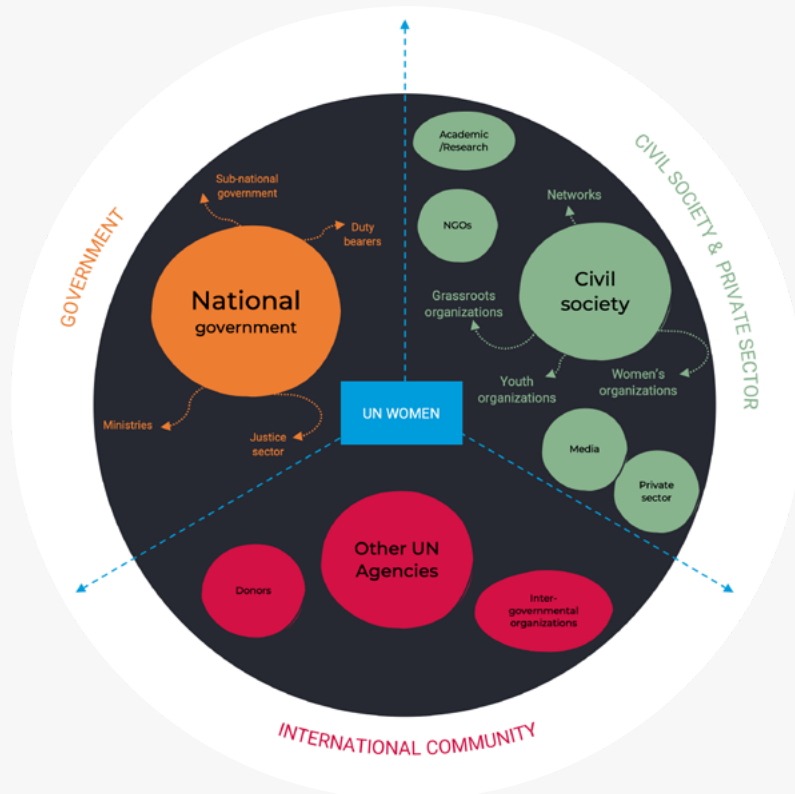 GOVERNMENT
Sub-national
government
Duty
bearers
National
government
Ministries
Justice
sector
UN WOMEN
CIVIL SOCIETY & PRIVATE SECTOR
Academic
/Research
NGOs
Networks
Civil
society
Grassroots
organizations
Youth
organizations
Women's
organizations
Media
Private
sector
Other UN
Agencies
Donors
Inter-
governmental
organizations
INTERNATIONAL COMMUNITY